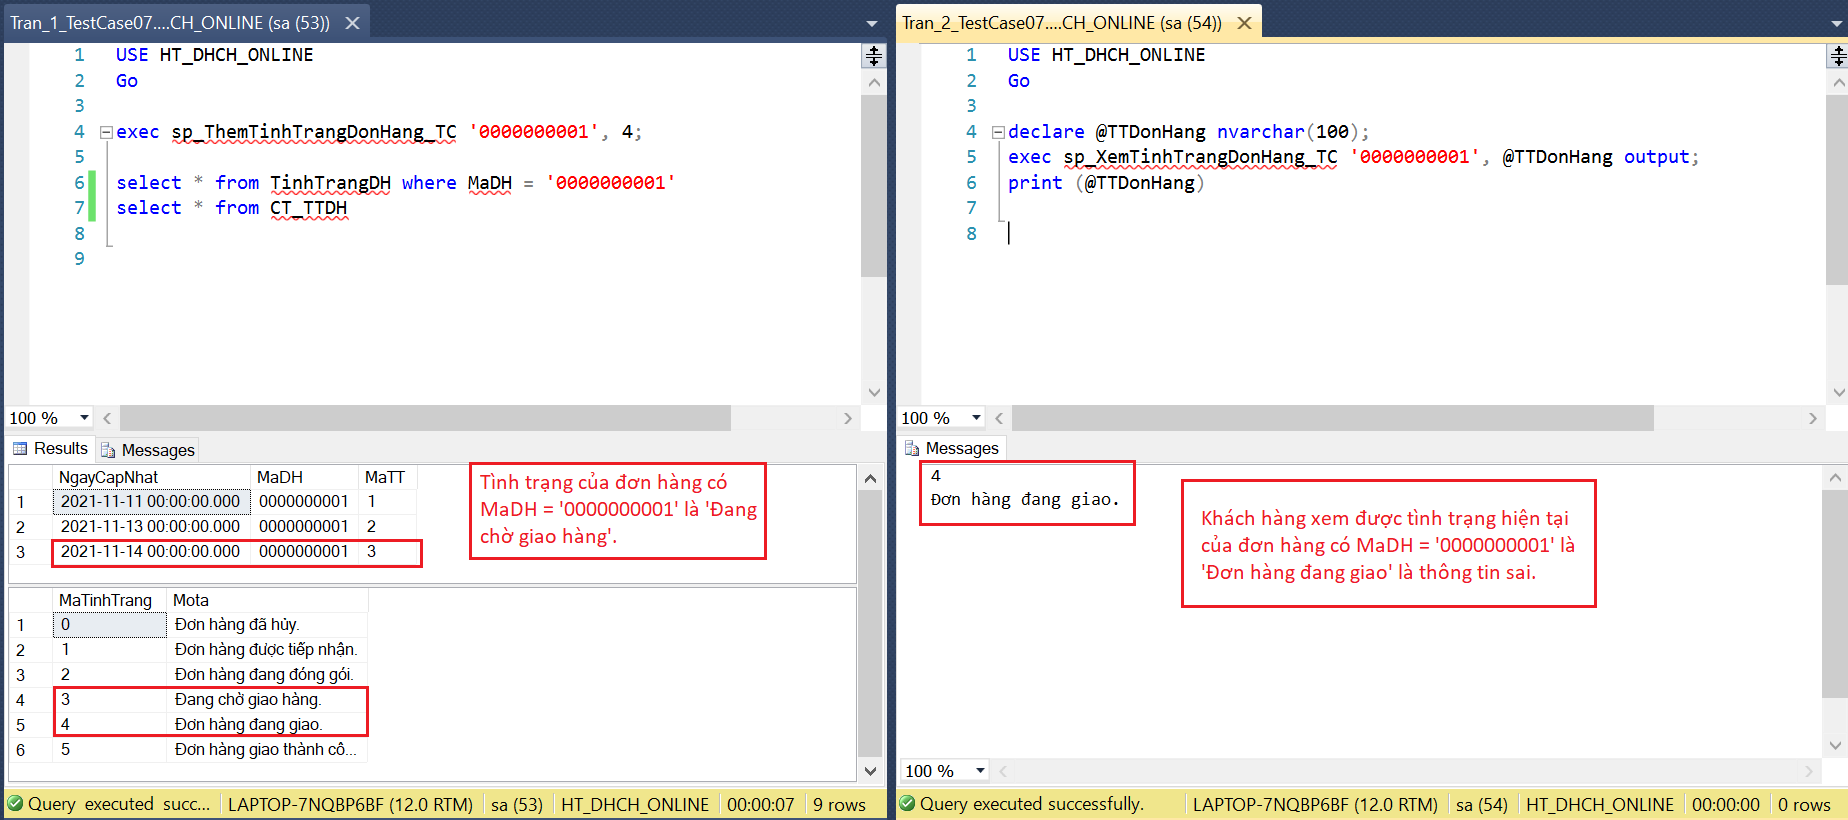 Tran_1_TestCase07....CH_ONLINE (sa (53))
1 USE HT_DHCH_ONLINE
2 Go
3
4 exec sp_ThemTinhTrangDonHang_TC '0000000001', 4;
5
6 select * from TinhTrangDH where MaDH = '0000000001'
7 select * from CT_TTDH
8
9
100 %
Results Messages
NgayCapNhat MaDH MaTT
1 2021-11-11 00:00:00.000 0000000001 1
2 2021-11-13 00:00:00.000 0000000001 2
3 2021-11-14 00:00:00.000 0000000001 3
Tình trạng của đơn hàng có
MaDH = '0000000001' là 'Đang
chờ giao hàng'.
MaTinhTrang Mota
1 0 Đơn hàng đã hủy.
2 1 Đơn hàng được tiếp nhận.
3 2 Đơn hàng đang đóng gói.
4 3 Đang chờ giao hàng.
5 4 Đơn hàng đang giao.
6 5 Đơn hàng giao thành cô...
Query executed succ... LAPTOP-7NQBP6BF (12.0 RTM) sa (53) HT_DHCH_ONLINE 00:00:07 9 rows
Tran_2_TestCase07....CH_ONLINE (sa (54))
1 USE HT_DHCH_ONLINE
2 Go
3
4 declare @TTDonHang nvarchar(100);
5 exec sp_XemTinhTrangDonHang_TC '0000000001', @TTDonHang output;
6 print (@TTDonHang)
7
8
100 %
Messages
4
Đơn hàng đang giao.
Khách hàng xem được tình trạng hiện tại
của đơn hàng có MaDH = '0000000001' là
'Đơn hàng đang giao' là thông tin sai.
100 %
Query executed successfully. LAPTOP-7NQBP6BF (12.0 RTM) sa (54) HT_DHCH_ONLINE 00:00:00 0 rows